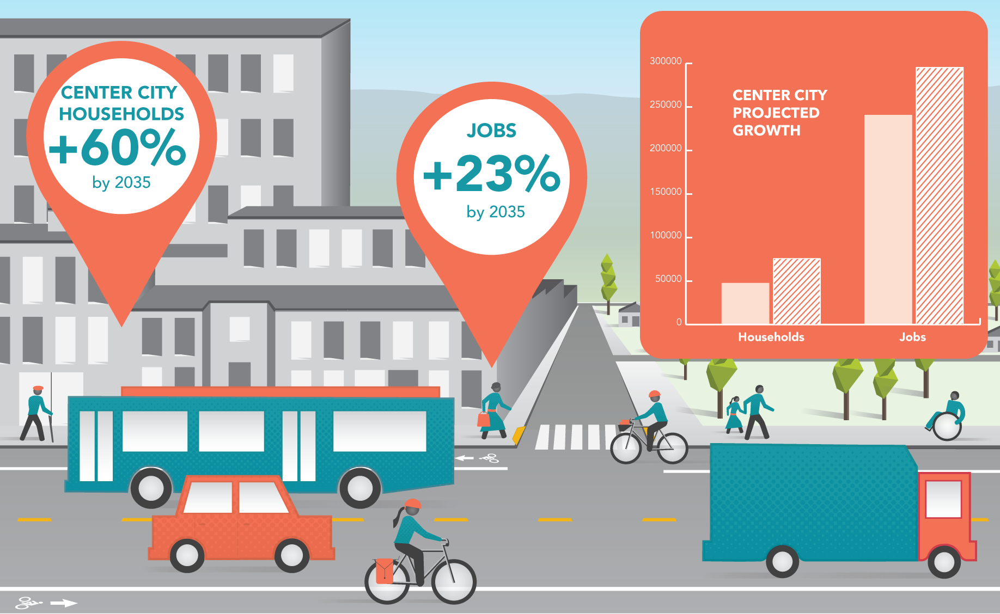 CENTER CITY
HOUSEHOLDS
+60%
by 2035
JOBS
+23%
by 2035
CENTER CITY
PROJECTED
GROWTH
300000
250000
200000
150000
100000
50000
0
Households
Jobs